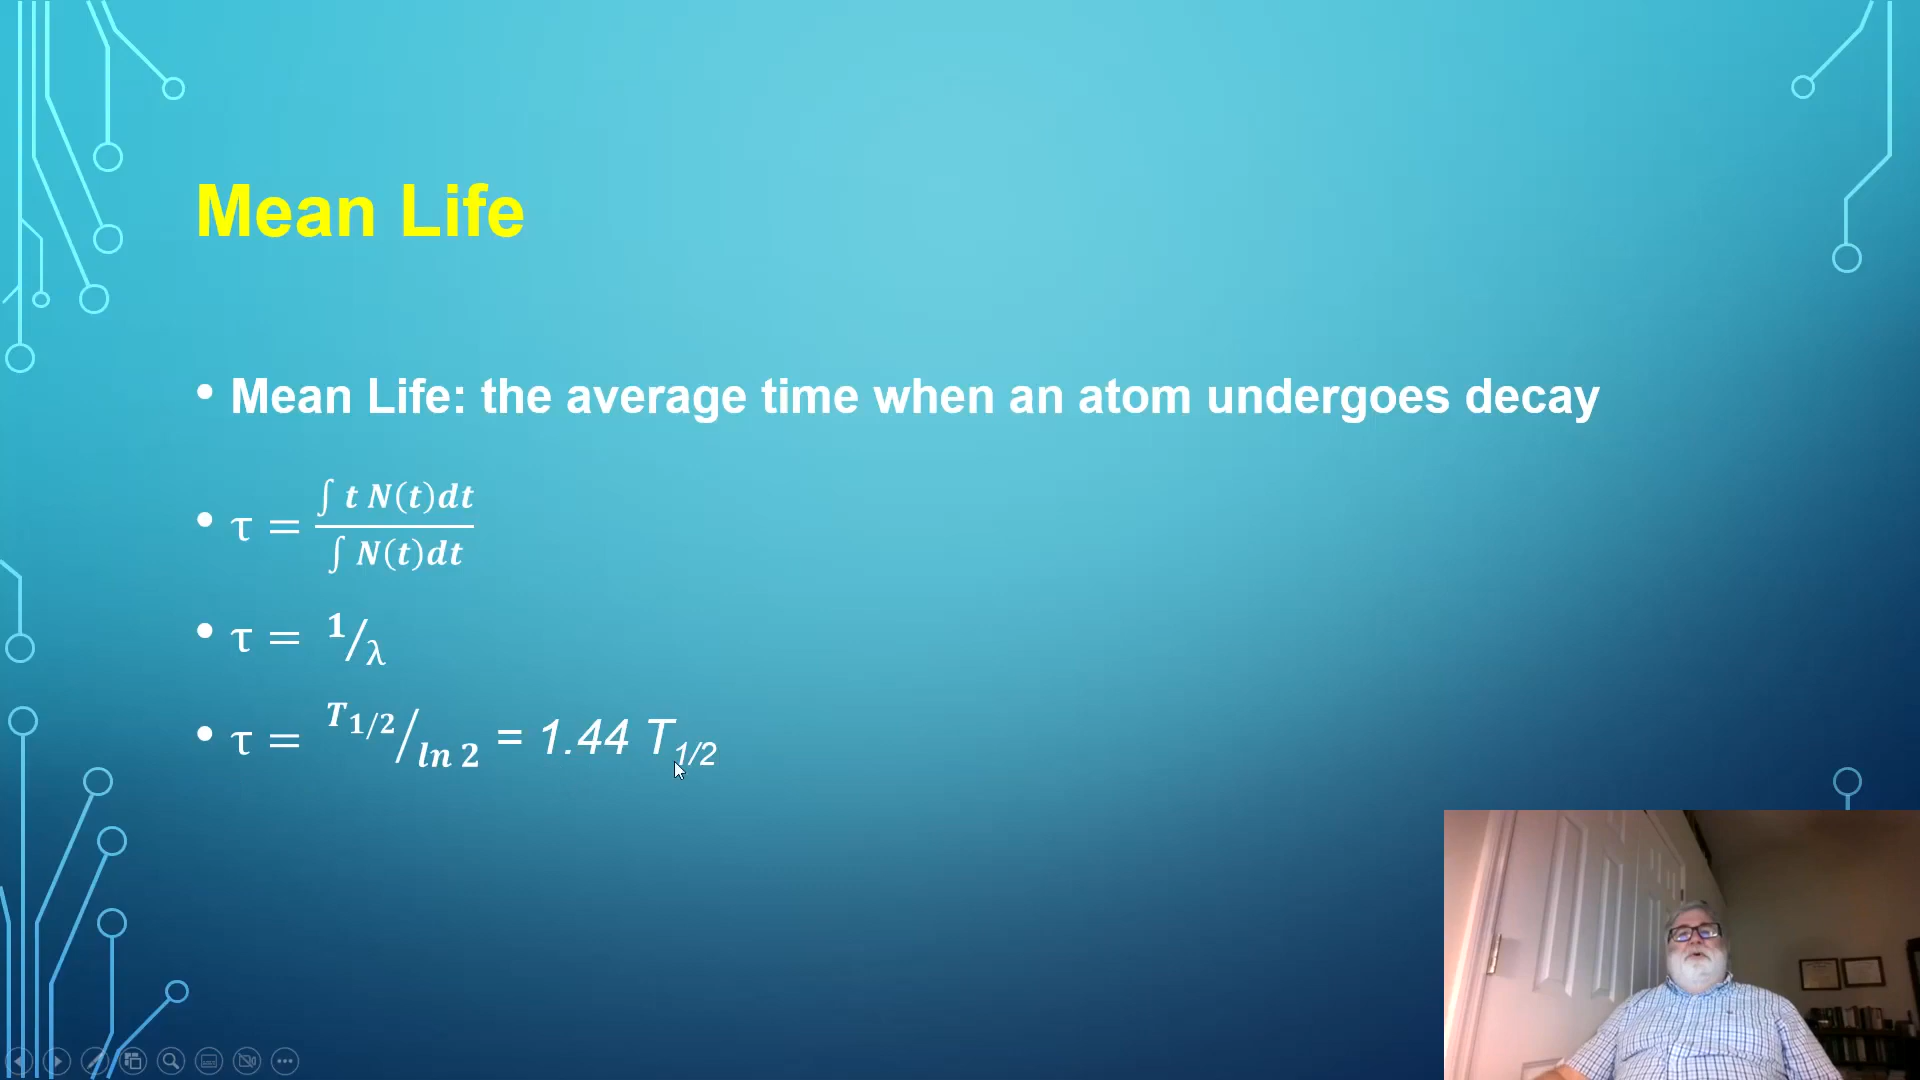 Mean Life
• Mean Life: the average time when an atom undergoes decay
• τ = ∫ t N(t)dt / ∫ N(t)dt
• τ = 1/λ
• τ = T1/2/ln 2 = 1.44 T1/2